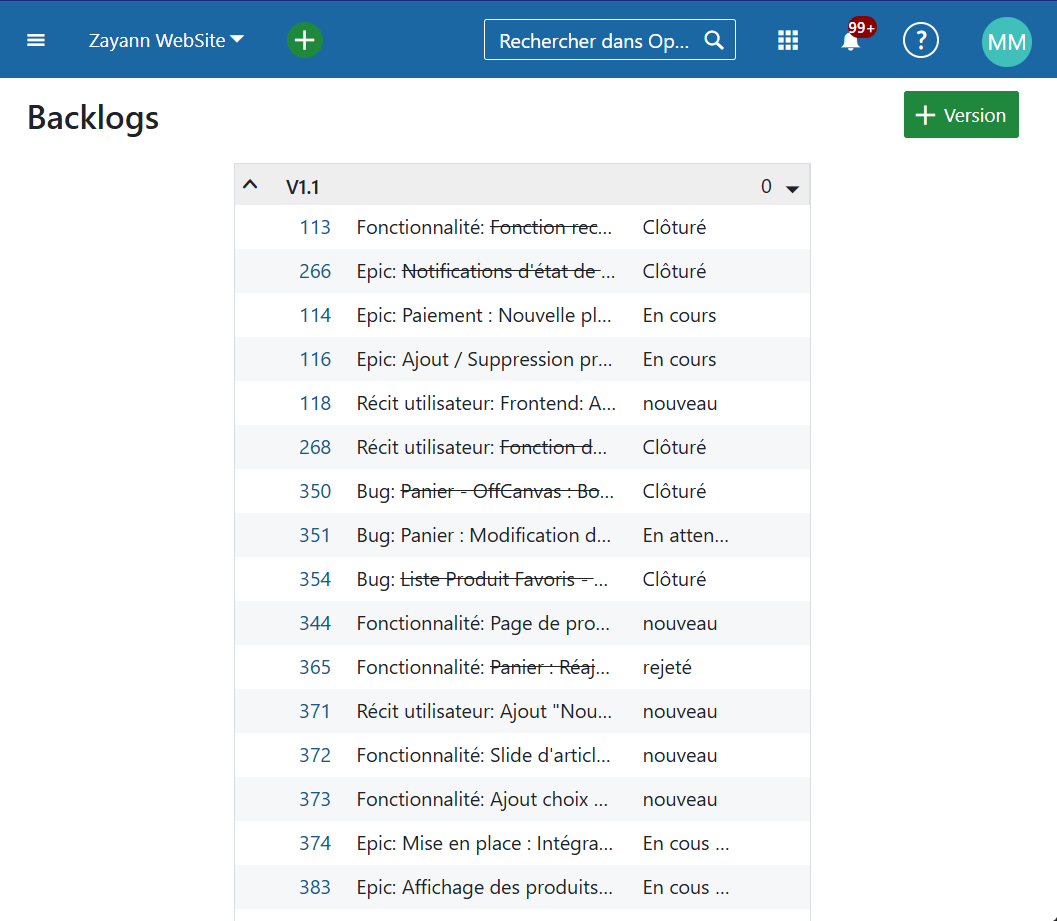 Zayann WebSite
Rechercher dans Op...
99+
?
MM
Backlogs
Version
V1.1 0
113 Fonctionnalité: Fonction rec... Clôturé
266 Epic: Notifications d'état de ... Clôturé
114 Epic: Paiement : Nouvelle pl... En cours
116 Epic: Ajout / Suppression pr... En cours
118 Récit utilisateur: Frontend: A... nouveau
268 Récit utilisateur: Fonction d... Clôturé
350 Bug: Panier - OffCanvas : Bo... Clôturé
351 Bug: Panier : Modification d... En atten...
354 Bug: Liste Produit Favoris - ... Clôturé
344 Fonctionnalité: Page de pro... nouveau
365 Fonctionnalité: Panier : Réaj... rejeté
371 Récit utilisateur: Ajout "Nou... nouveau
372 Fonctionnalité: Slide d'articl... nouveau
373 Fonctionnalité: Ajout choix ... nouveau
374 Epic: Mise en place : Intégra... En cous ...
383 Epic: Affichage des produits... En cous ...